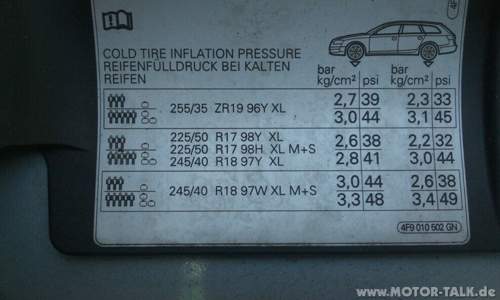 COLD TIRE INFLATION PRESSURE
REIFENFÜLLDRUCK BEI KALTEN
REIFEN
bar psi bar psi
kg/cm² kg/cm²
255/35 ZR19 96Y XL
2,7 39 2,3 33
3,0 44 3,1 45
225/50 R17 98Y XL
225/50 R17 98H XL M+S
245/40 R18 97Y XL
2,6 38 2,2 32
2,8 41 3,0 44
245/40 R18 97W XL M+S
3,0 44 2,6 38
3,3 48 3,4 49
4F9 010 502 GN
www.MOTOR-TALK.de